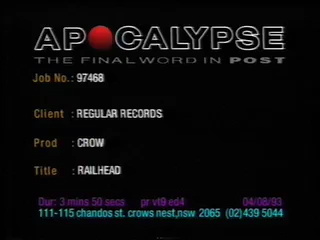 APOCALYPSE
THE FINAL WORD IN POST
Job No. : 97468
Client : REGULAR RECORDS
Prod : CROW
Title : RAILHEAD
Dur: 3 mins 50 secs pr vt9 ed4 04/08/93
111-115 chandos st. crows nest,nsw 2065 (02)439 5044